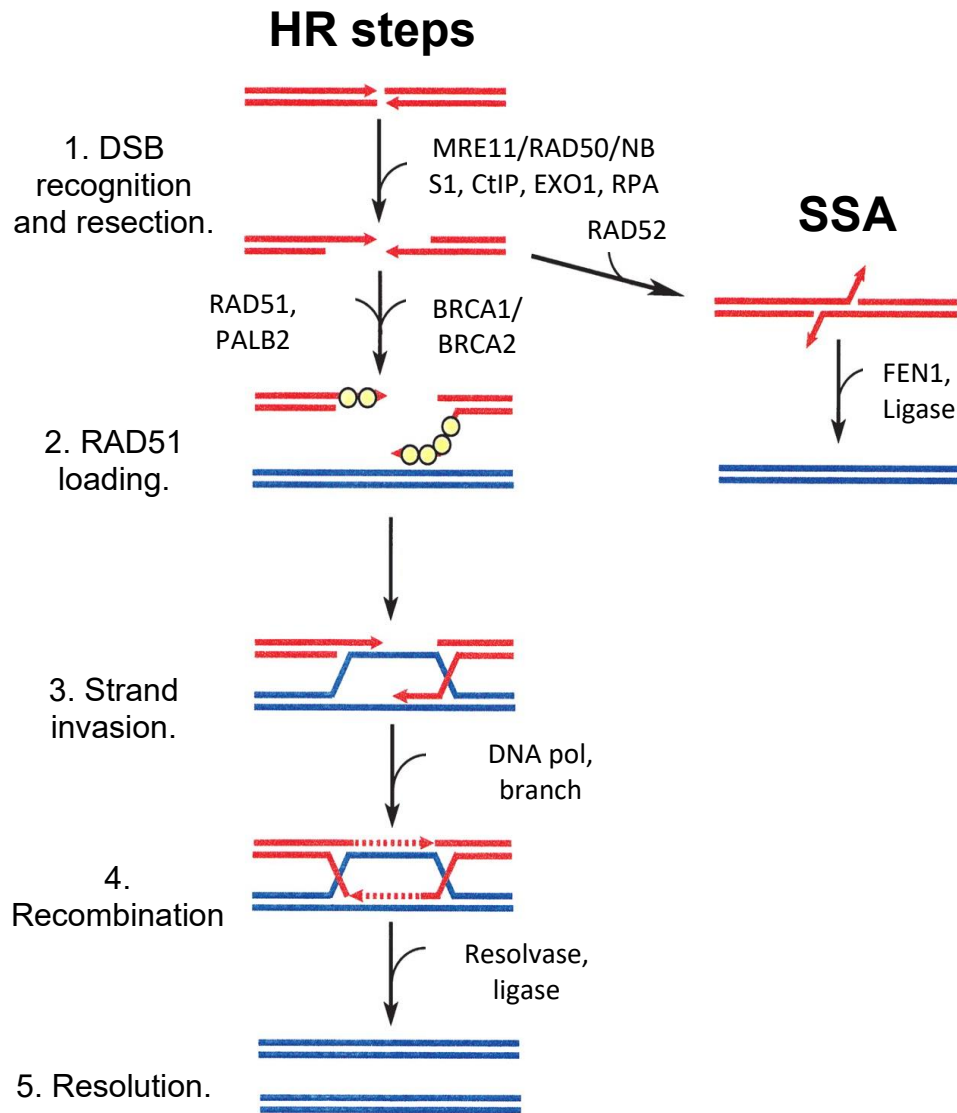 HR steps
1. DSB
recognition
and resection.
MRE11/RAD50/NB
S1, CtIP, EXO1, RPA
SSA
RAD52
RAD51,
PALB2
BRCA1/
BRCA2
FEN1,
Ligase
2. RAD51
loading.
3. Strand
invasion.
DNA pol,
branch
4.
Recombination
Resolvase,
ligase
5. Resolution.